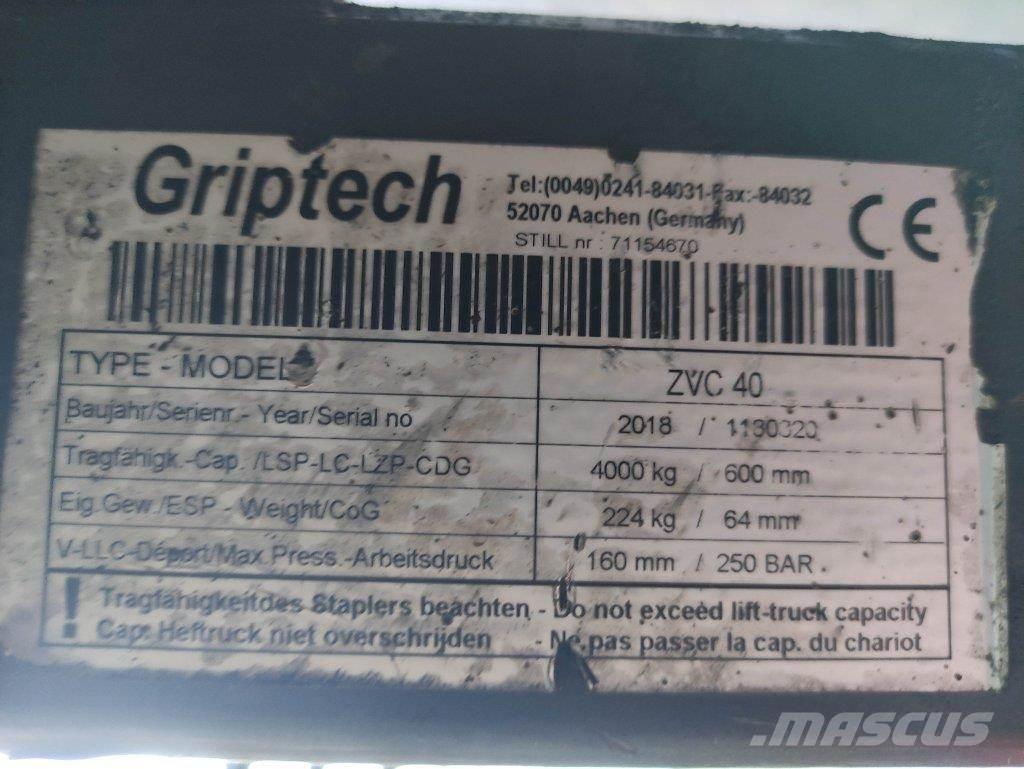 Griptech
Tel:(0049)0241-84031-Fax:-84032
52070 Aachen (Germany)
STILL nr : 71154670
CE
TYPE - MODEL ZVC 40
Baujahr/Serienr.- Year/Serial no 2018 /
Tragfähigk.-Cap. /LSP-LC-LZP-CDG 4000 kg / 600 mm
Eig.Gew./ESP - Weight/CoG 224 kg / 64 mm
V-LLC-Déport/Max.Press.-Arbeitsdruck 160 mm / 250 BAR
! Tragfähigkeitdes Staplers beachten - Do not exceed lift-truck capacity
Cap. Heftruck niet overschrijden - Ne pas passer la cap. du chariot
.MASCUS